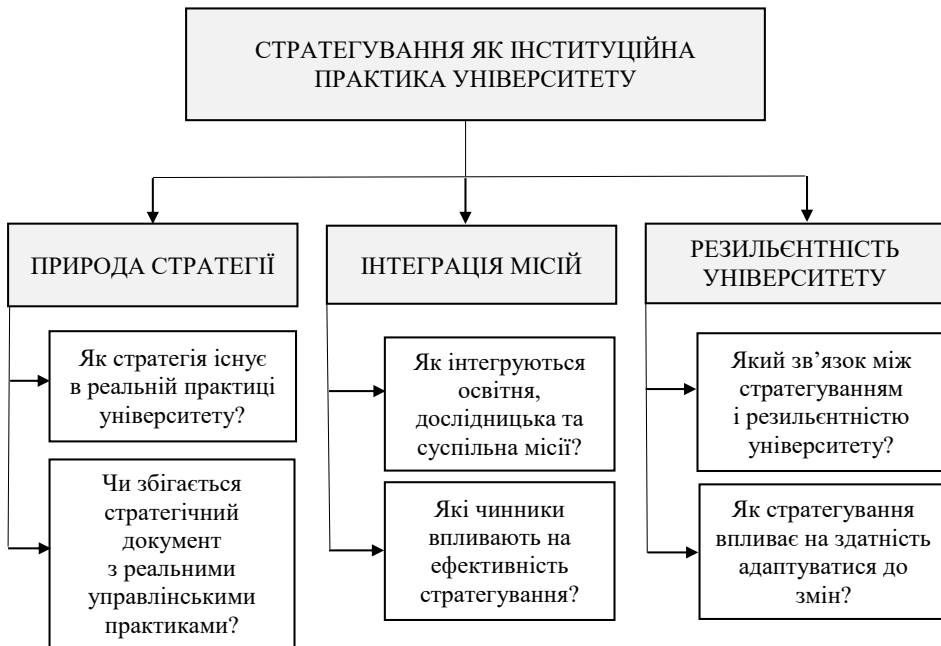 СТРАТЕГУВАННЯ ЯК ІНСТИТУЦІЙНА
ПРАКТИКА УНІВЕРСИТЕТУ
ПРИРОДА СТРАТЕГІЇ
Як стратегія існує
в реальній практиці
університету?
Чи збігається
стратегічний
документ
з реальними
управлінськими
практиками?
ІНТЕГРАЦІЯ МІСІЙ
Як інтегруються
освітня,
дослідницька та
суспільна місії?
Які чинники
впливають на
ефективність
стратегування?
РЕЗИЛЬЄНТНІСТЬ
УНІВЕРСИТЕТУ
Який зв’язок між
стратегуванням
і резильєнтністю
університету?
Як стратегування
впливає на здатність
адаптуватися до
змін?